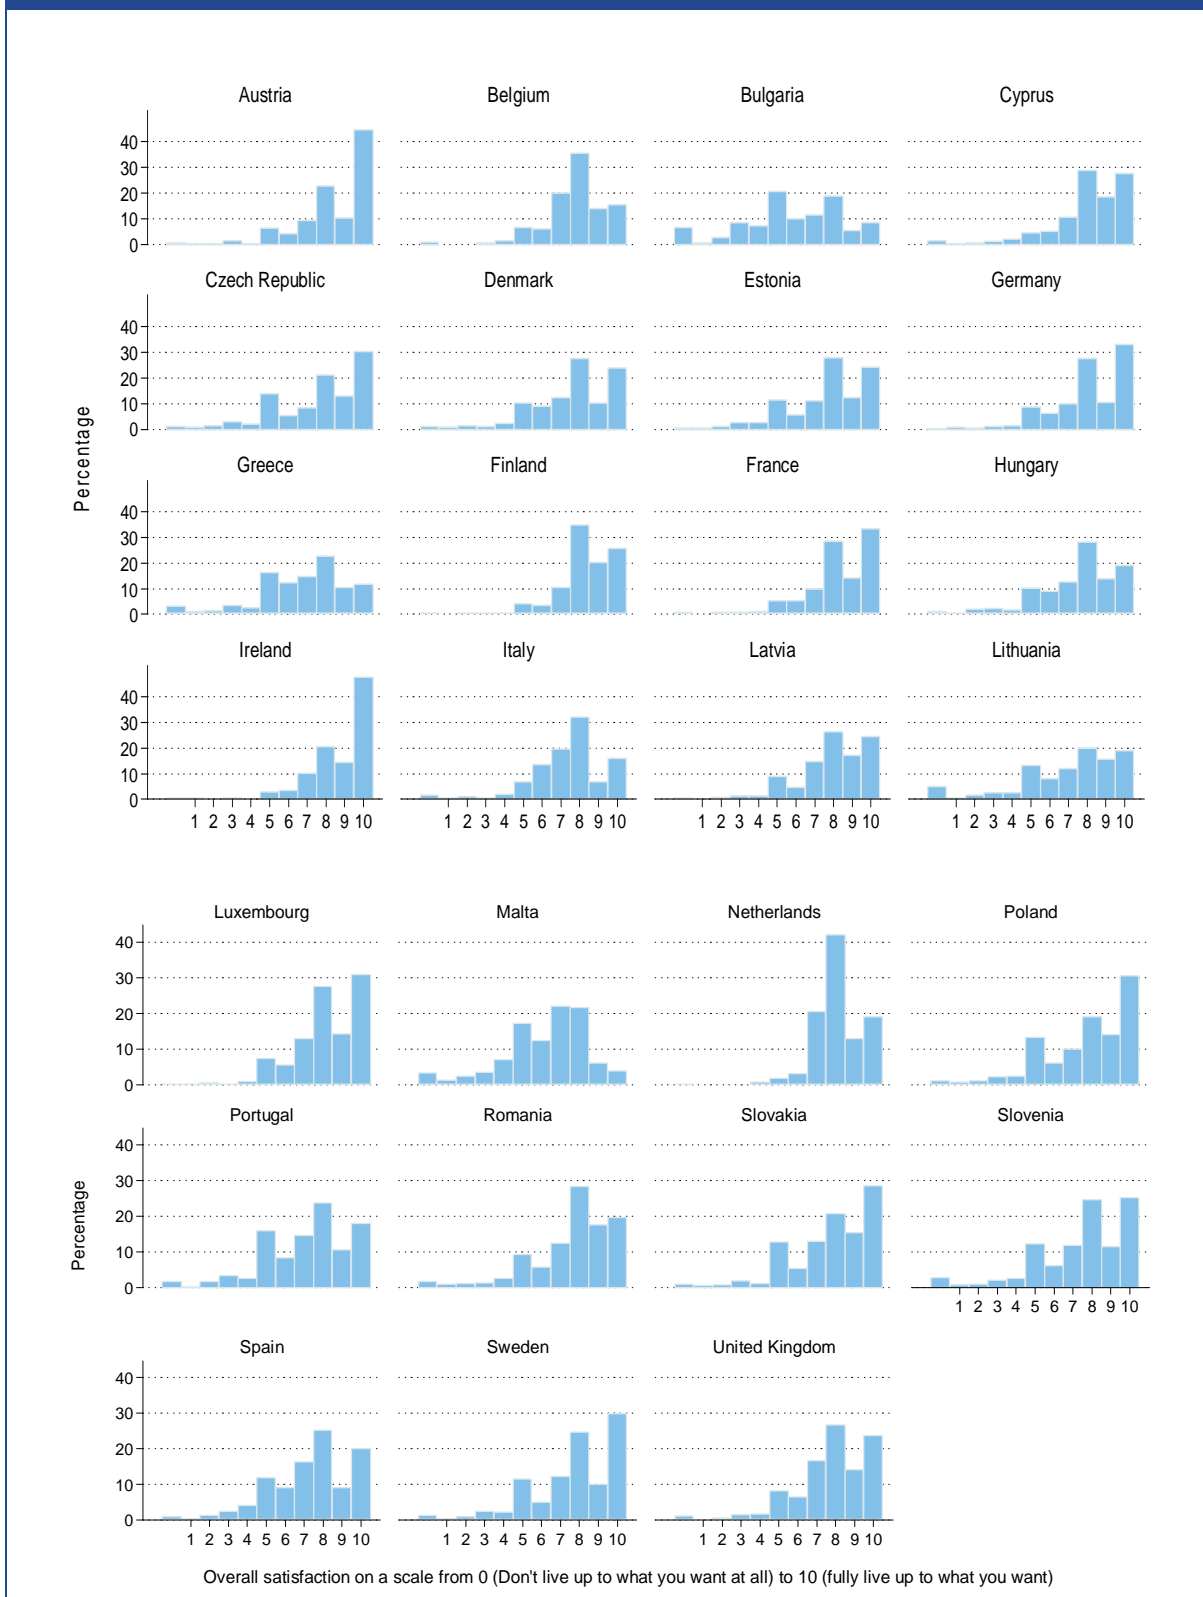 Austria Belgium Bulgaria Cyprus
40
30
20
10
0
Czech Republic Denmark Estonia Germany
40
30
20
10
0
Percentage
Greece Finland France Hungary
40
30
20
10
0
Ireland Italy Latvia Lithuania
40
30
20
10
0
1 2 3 4 5 6 7 8 9 10 1 2 3 4 5 6 7 8 9 10 1 2 3 4 5 6 7 8 9 10 1 2 3 4 5 6 7 8 9 10
Luxembourg Malta Netherlands Poland
40
30
20
10
0
Portugal Romania Slovakia Slovenia
40
30
20
10
0
Percentage
1 2 3 4 5 6 7 8 9 10
Spain Sweden United Kingdom
40
30
20
10
0
1 2 3 4 5 6 7 8 9 10 1 2 3 4 5 6 7 8 9 10 1 2 3 4 5 6 7 8 9 10
Overall satisfaction on a scale from 0 (Don't live up to what you want at all) to 10 (fully live up to what you want)